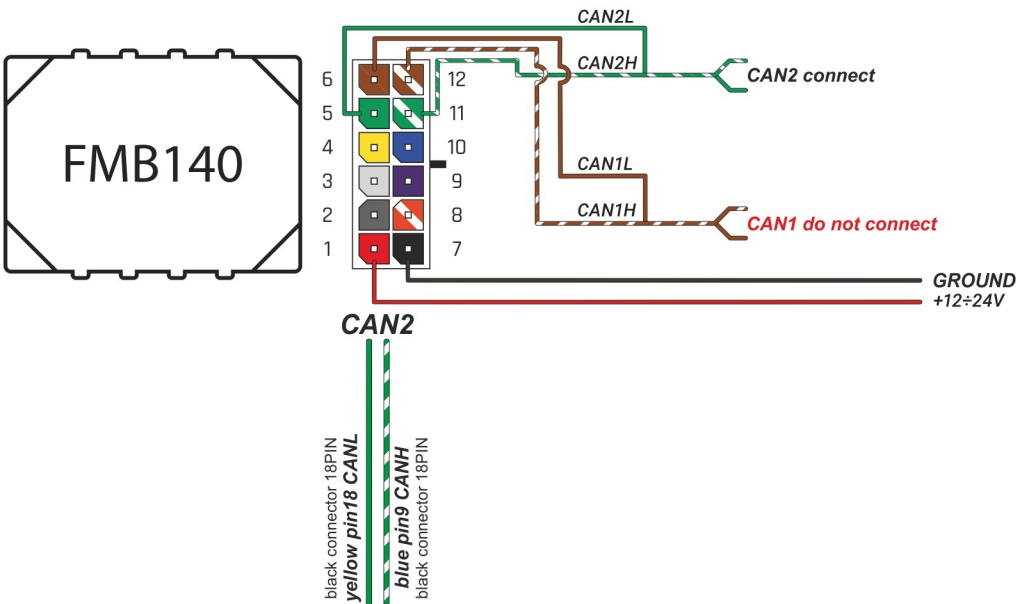 CAN2L
CAN2H
CAN2 connect
6 12
5 11
4 10
3 9
2 8
1 7
FMB140
CAN1L
CAN1H
CAN1 do not connect
GROUND
+12÷24V
CAN2
black connector 18PIN
yellow pin18 CANL
blue pin9 CANH
black connector 18PIN